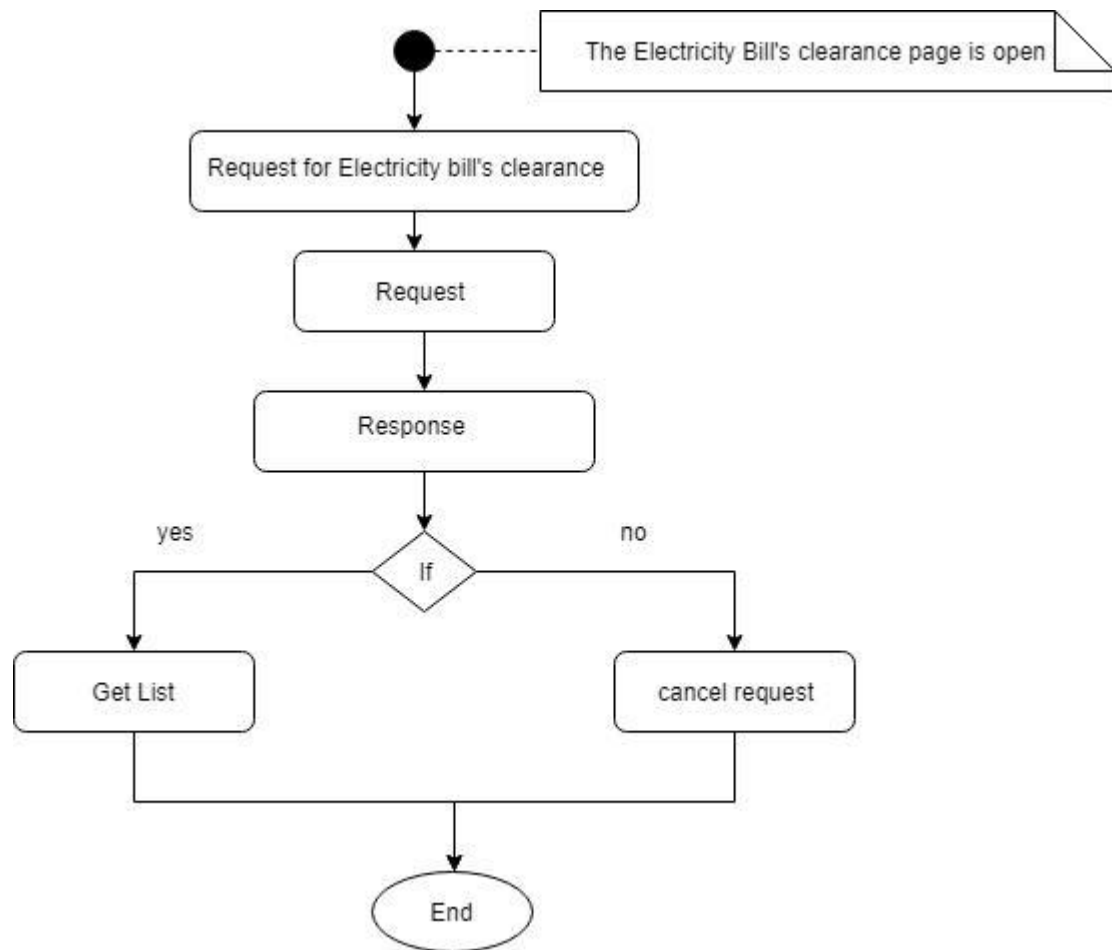 The Electricity Bill's clearance page is open
Request for Electricity bill's clearance
Request
Response
yes
no
If
Get List
cancel request
End